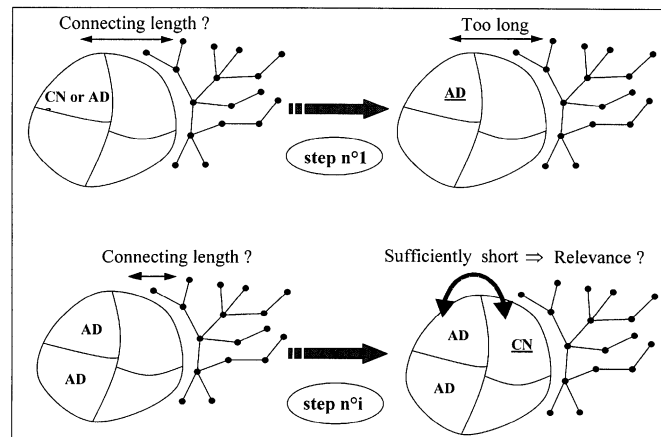 Connecting length ?
Too long
CN or AD
AD
step n°1
Connecting length ?
Sufficiently short ⇒ Relevance ?
AD
AD
CN
AD
AD
step n°i